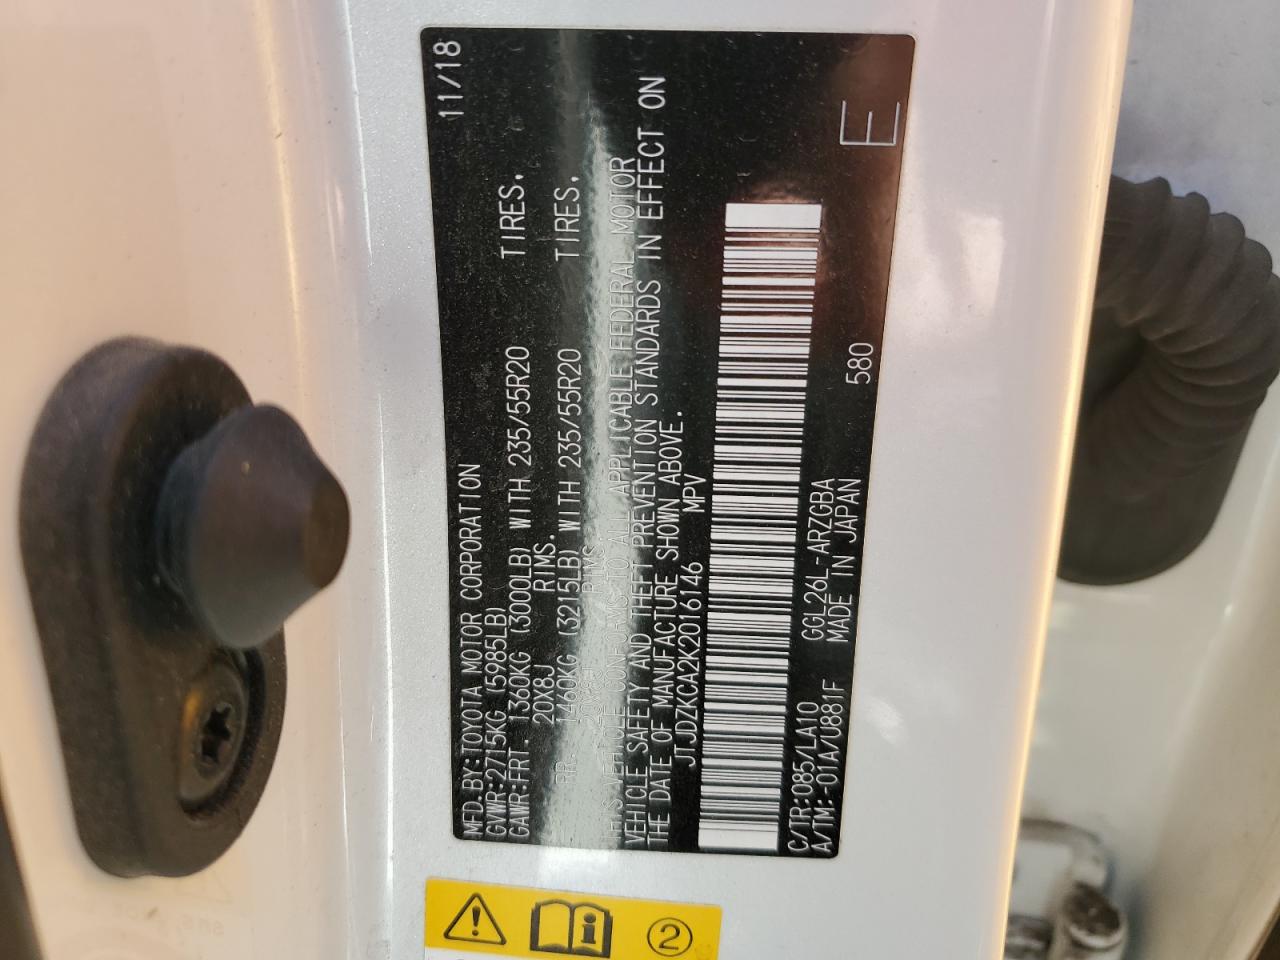 MFD.BY:TOYOTA MOTOR CORPORATION 11/18
GVWR:2715KG (5985LB)
GAWR:FRT. 1360KG (3000LB) WITH 235/55R20 TIRES,
20X8J RIMS.
RR. 1460KG (3215LB) WITH 235/55R20 TIRES,
20X8J RIMS
THIS VEHICLE CONFORMS TO ALL APPLICABLE FEDERAL MOTOR
VEHICLE SAFETY AND THEFT PREVENTION STANDARDS IN EFFECT ON
THE DATE OF MANUFACTURE SHOWN ABOVE.
JTJDZKCA2K2016146 MPV
C/TR:085/LA10 GGL26L-ARZGBA
A/TM:-01A/U881F MADE IN JAPAN 580
E
2